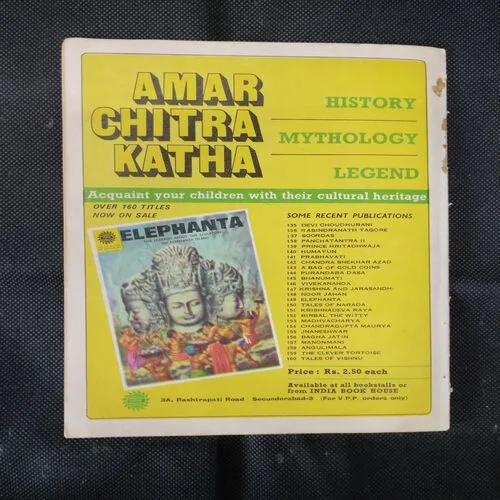 AMAR
CHITRA
KATHA
HISTORY
MYTHOLOGY
LEGEND
Acquaint your children with their cultural heritage
OVER 160 TITLES
NOW ON SALE
ELEPHANTA
SOME RECENT PUBLICATIONS
135 DEVI CHOUDHURANI
136 RABINDRANATH TAGORE
137 SOORDAS
138 PANCHATANTRA II
139 PRINCE HRITADHWAJA
140 HUMAYUN
141 PRABHAVATI
142 CHANDRA SHEKHAR AZAD
143 A BAG OF GOLD COINS
144 PURANDARA DASA
145 BHANUMATI
146 VIVEKANANDA
147 KRISHNA AND JARASANDHA
148 NOOR JAHAN
149 ELEPHANTA
150 TALES OF NARADA
151 KRISHNADEVA RAYA
152 BIRBAL THE WITTY
153 MADHVACHARYA
154 CHANDRAGUPTA MAURYA
155 JNANESHWAR
156 BAGHA JATIN
157 MANONMANI
158 ANGULIMALA
159 THE CLEVER TORTOISE
160 TALES OF VISHNU
Price : Rs. 2.50 each
Available at all bookstalls or
from INDIA BOOK HOUSE
3A, Rashtrapati Road Secunderabad-3 (For V.P.P. orders only)